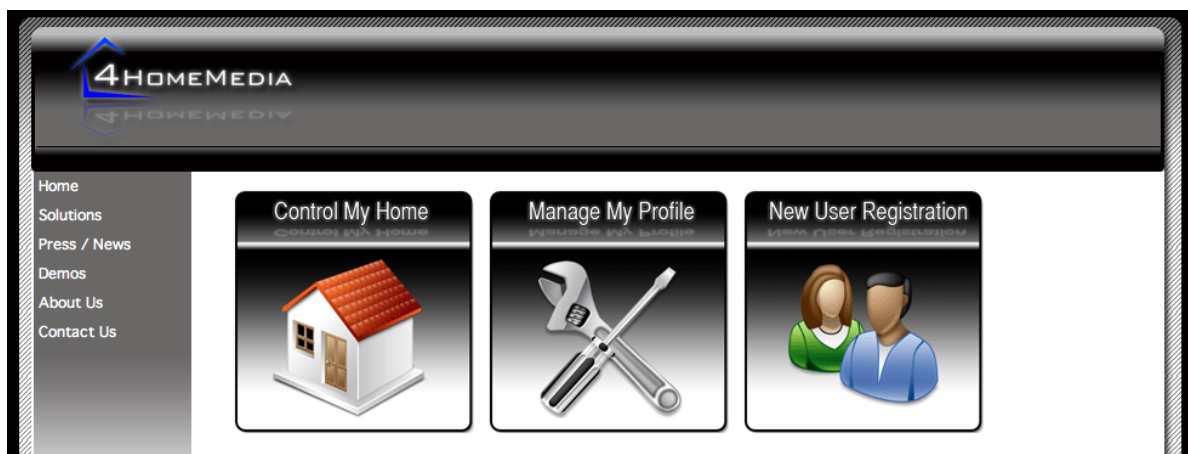 4HomeMedia
Home
Solutions
Press / News
Demos
About Us
Contact Us
Control My Home
Manage My Profile
New User Registration